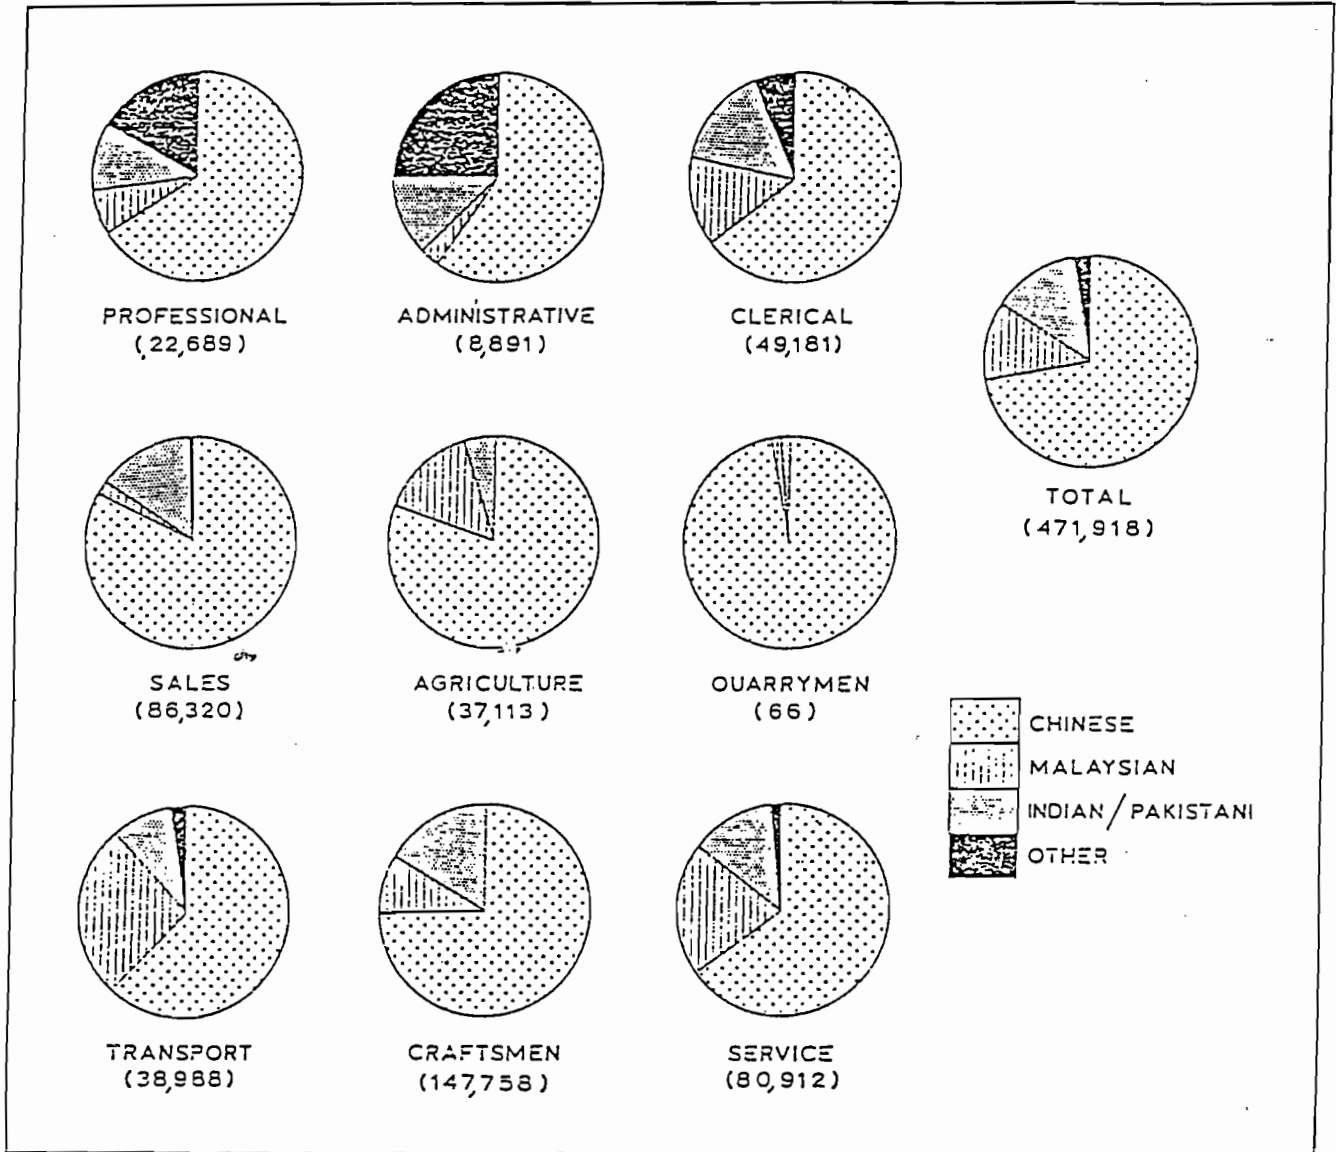 PROFESSIONAL
(22,689)
ADMINISTRATIVE
(8,891)
CLERICAL
(49,181)
TOTAL
(471,918)
SALES
(86,320)
AGRICULTURE
(37,113)
QUARRYMEN
(66)
CHINESE
MALAYSIAN
INDIAN / PAKISTANI
OTHER
TRANSPORT
(38,988)
CRAFTSMEN
(147,758)
SERVICE
(80,912)